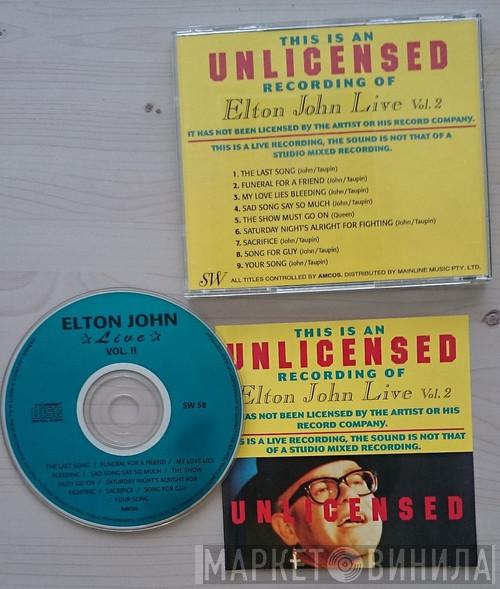 THIS IS AN
UNLICENSED
RECORDING OF
Elton John Live Vol. 2
IT HAS NOT BEEN LICENSED BY THE ARTIST OR HIS RECORD COMPANY.
THIS IS A LIVE RECORDING, THE SOUND IS NOT THAT OF A
STUDIO MIXED RECORDING.
1. THE LAST SONG (John/Taupin)
2. FUNERAL FOR A FRIEND (John/Taupin)
3. MY LOVE LIES BLEEDING (John/Taupin)
4. SAD SONG SAY SO MUCH (John/Taupin)
5. THE SHOW MUST GO ON (Queen)
6. SATURDAY NIGHT'S ALRIGHT FOR FIGHTING (John/Taupin)
7. SACRIFICE (John/Taupin)
8. SONG FOR GUY (John/Taupin)
9. YOUR SONG (John/Taupin)
SW ALL TITLES CONTROLLED BY AMCOS. DISTRIBUTED BY MAINLINE MUSIC PTY. LTD.
ELTON JOHN
☆Live☆
VOL. II
SW 58
THE LAST SONG / FUNERAL FOR A FRIEND / MY LOVE LIES
BLEEDING / SAD SONG SAY SO MUCH / THE SHOW
MUST GO ON / SATURDAY NIGHT'S ALRIGHT FOR
FIGHTING / SACRIFICE / SONG FOR GUY
/ YOUR SONG
AMCOS
THIS IS AN
UNLICENSED
RECORDING OF
Elton John Live Vol. 2
HAS NOT BEEN LICENSED BY THE ARTIST OR HIS
RECORD COMPANY.
IS A LIVE RECORDING, THE SOUND IS NOT THAT
OF A STUDIO MIXED RECORDING.
UNLICENSED
МАРКЕТ ВИНИЛА